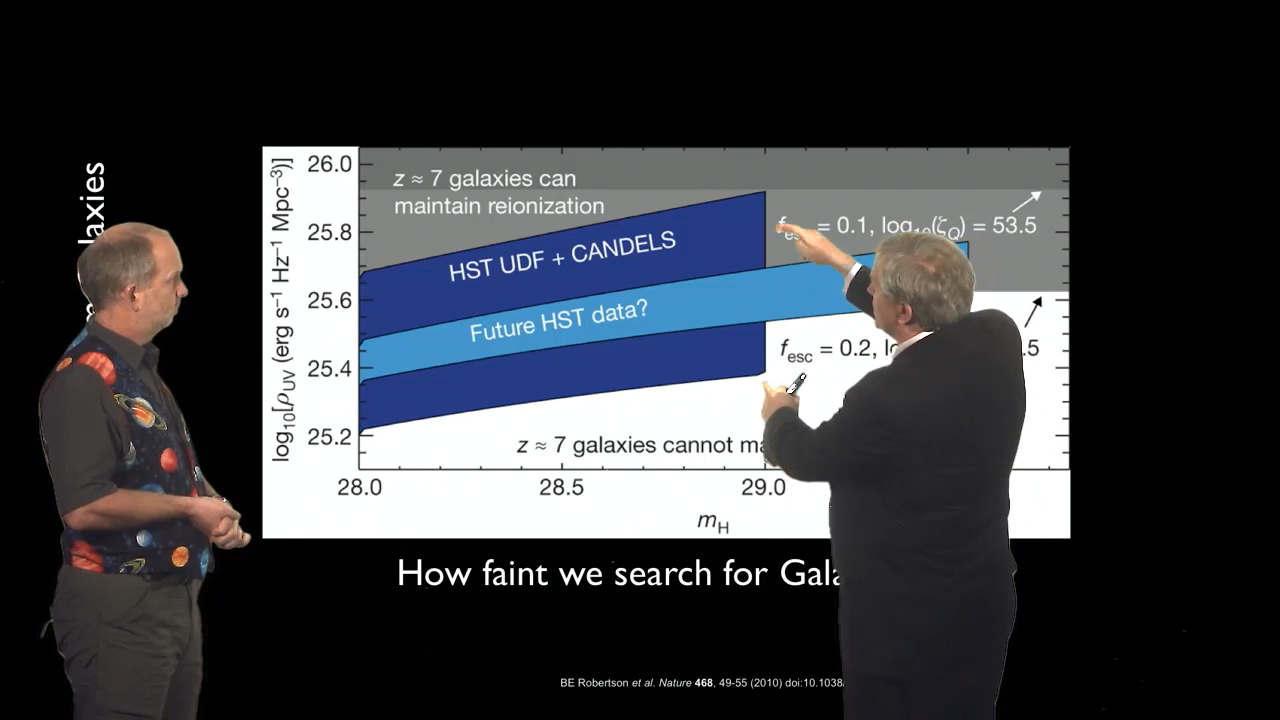 laxies
log₁₀[ρUV (erg s⁻¹ Hz⁻¹ Mpc⁻³)]
26.0
25.8
25.6
25.4
25.2
z ≈ 7 galaxies can
maintain reionization
HST UDF + CANDELS
= 0.1, log₁₀(ζQ) = 53.5
Future HST data?
fesc = 0.2,
.5
z ≈ 7 galaxies cannot
28.0 28.5 29.0
mH
How faint we search for
BE Robertson et al. Nature 468, 49-55 (2010) doi:10.1038/